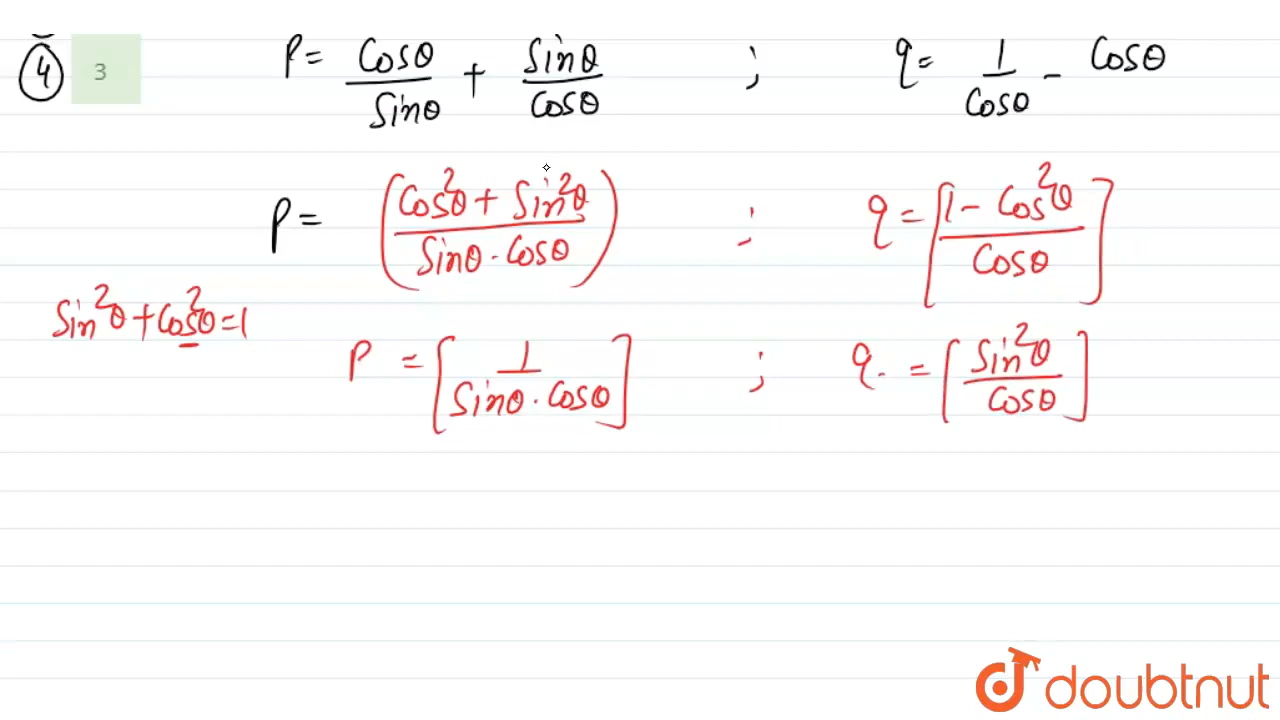 ④ 3 P = Cosθ/Sinθ + Sinθ/Cosθ ; q = 1/Cosθ - Cosθ
P = (Cos²θ + Sin²θ / Sinθ · Cosθ) ; q = [1 - Cos²θ / Cosθ]
Sin²θ + Cos²θ = 1
P = [1 / Sinθ · Cosθ] ; q. = [Sin²θ / Cosθ]
doubtnut